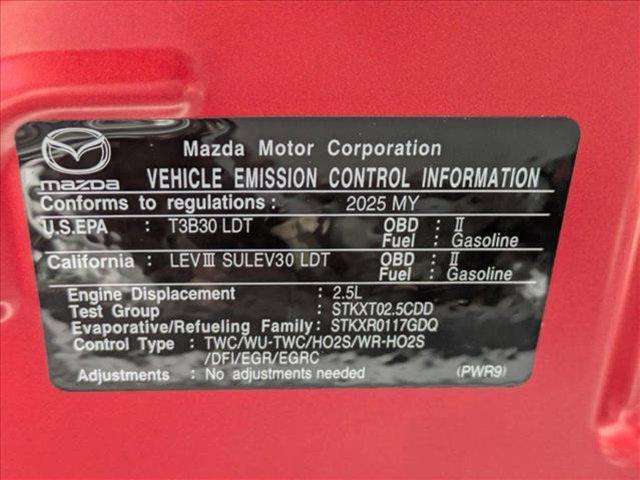 Mazda Motor Corporation
mazda VEHICLE EMISSION CONTROL INFORMATION
Conforms to regulations : 2025 MY
U.S.EPA : T3B30 LDT OBD : II
Fuel : Gasoline
California : LEVIII SULEV30 LDT OBD : II
Fuel : Gasoline
Engine Displacement : 2.5L
Test Group : STKXT02.5CDD
Evaporative/Refueling Family: STKXR0117GDQ
Control Type : TWC/WU-TWC/HO2S/WR-HO2S
/DFI/EGR/EGRC
Adjustments : No adjustments needed (PWR9)